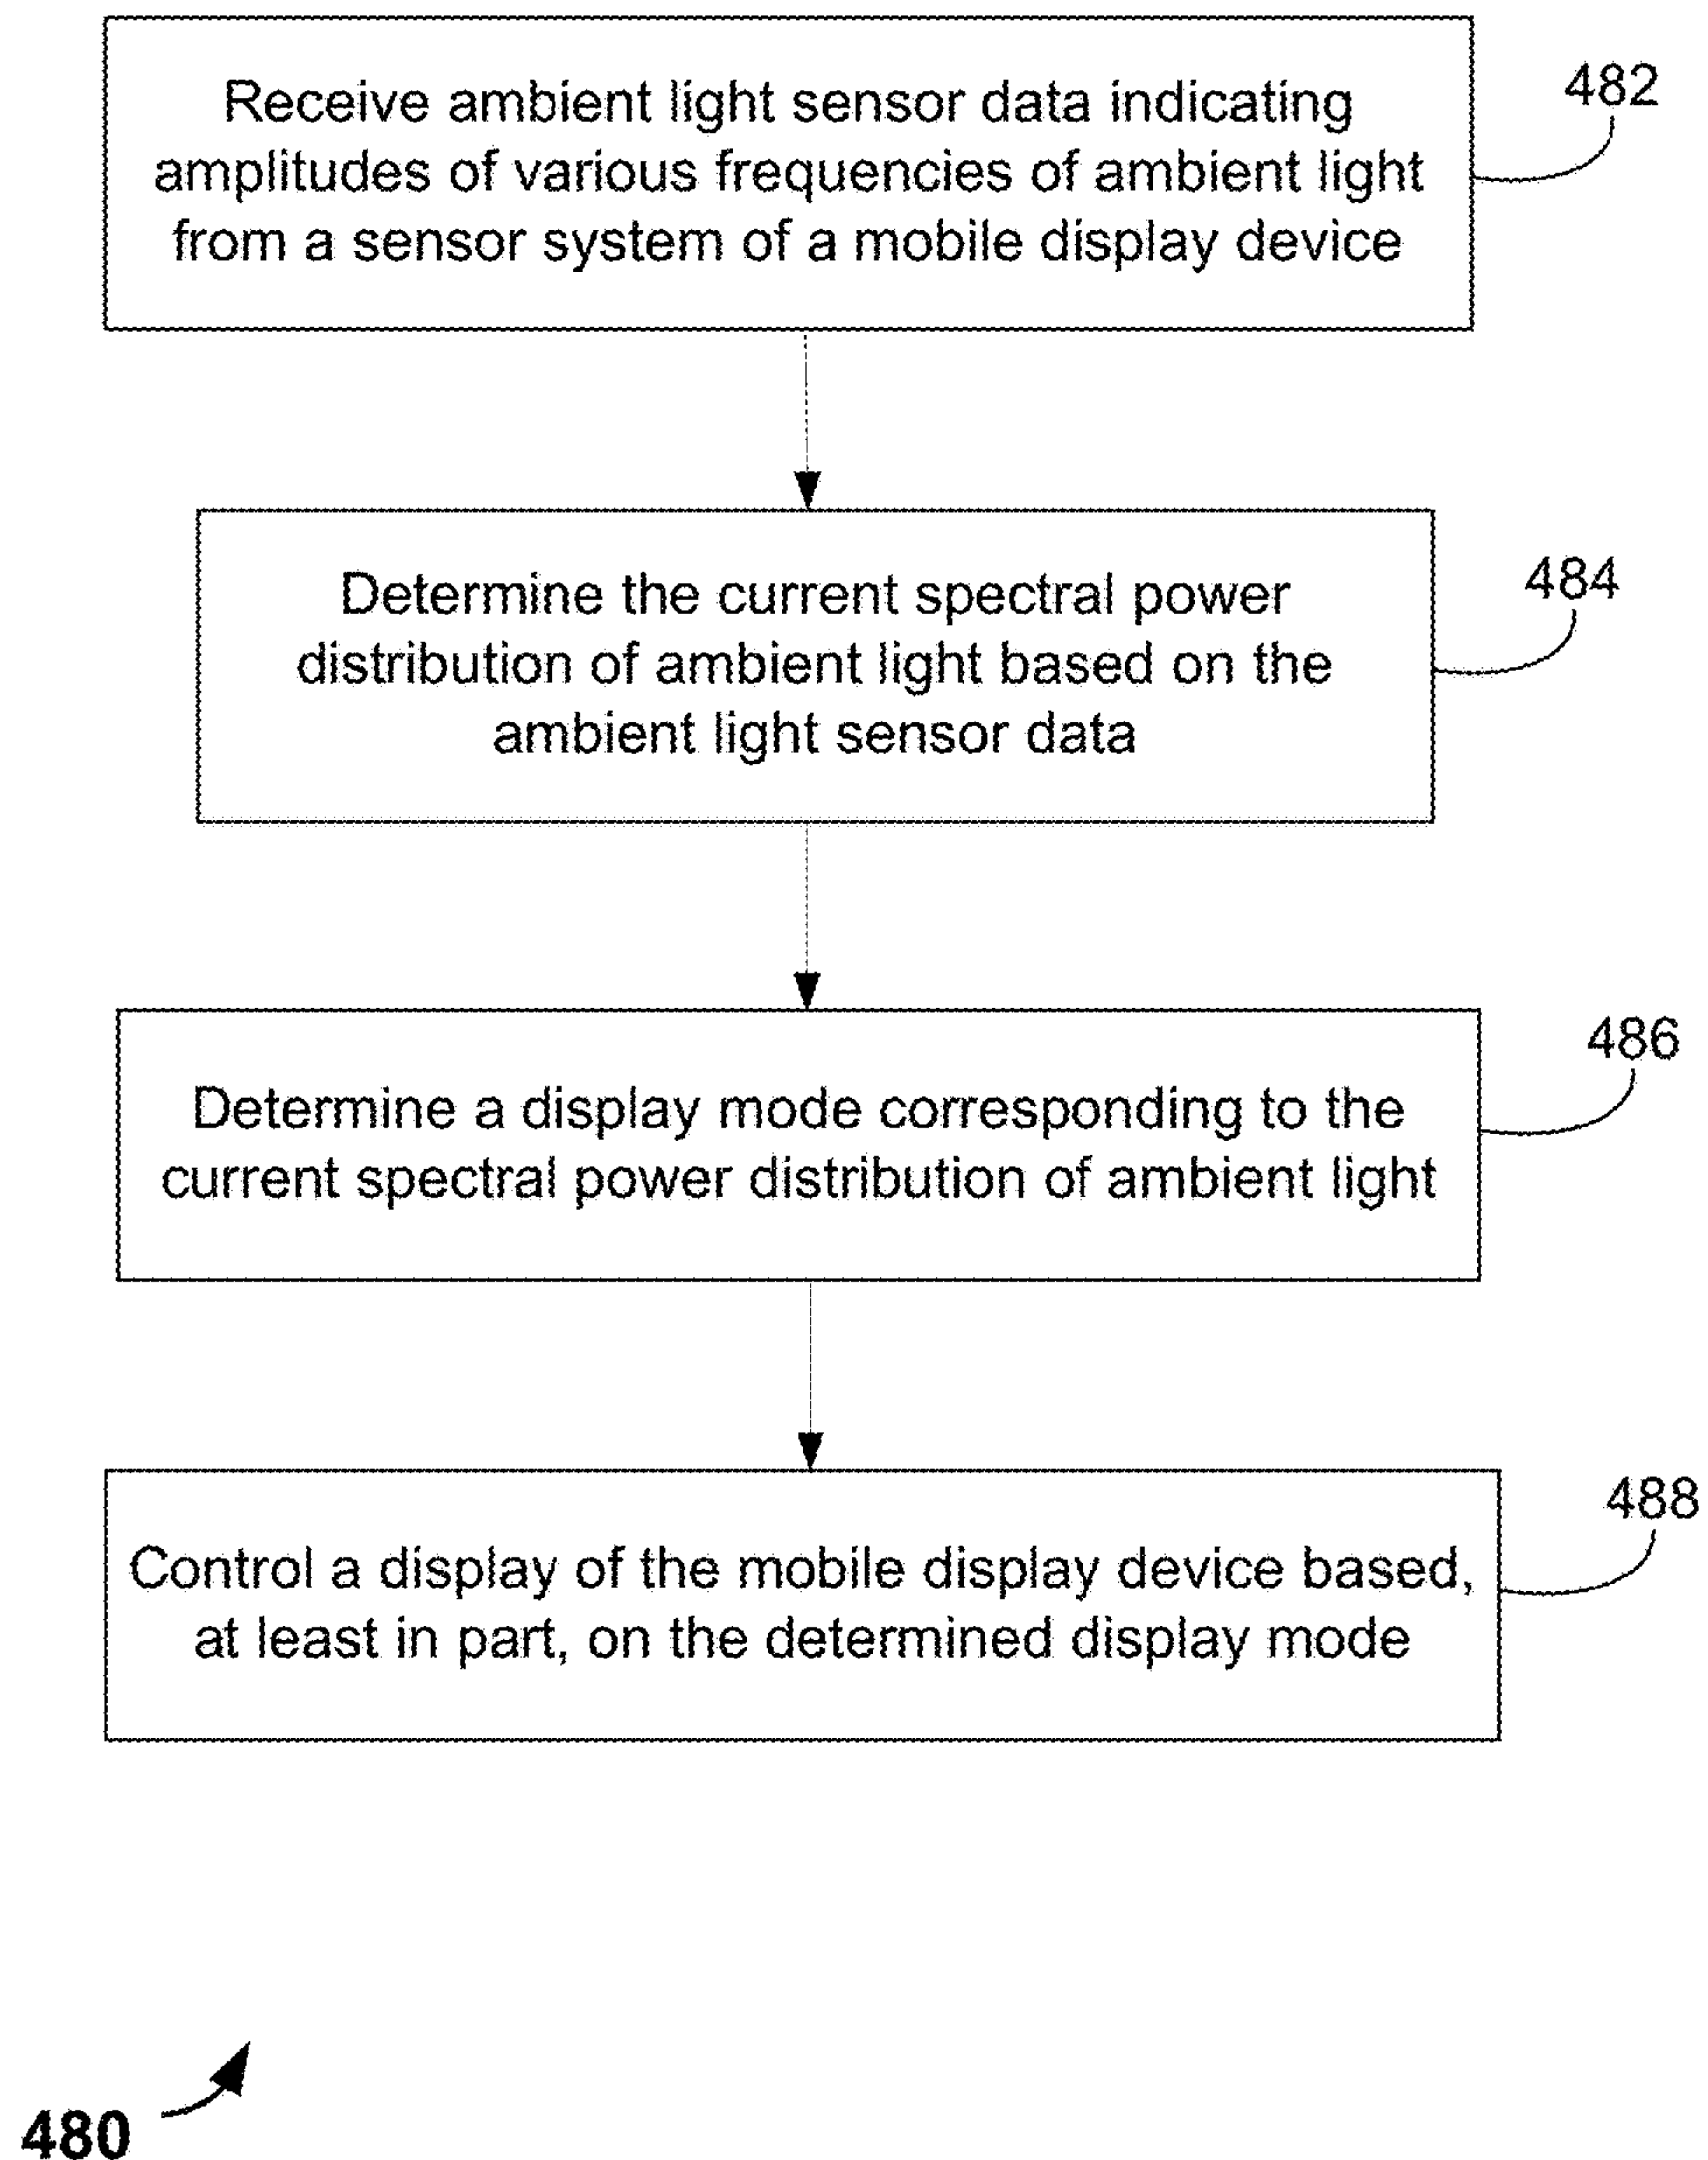 Receive ambient light sensor data indicating
amplitudes of various frequencies of ambient light
from a sensor system of a mobile display device
482
Determine the current spectral power
distribution of ambient light based on the
ambient light sensor data
484
Determine a display mode corresponding to the
current spectral power distribution of ambient light
486
Control a display of the mobile display device based,
at least in part, on the determined display mode
488
480